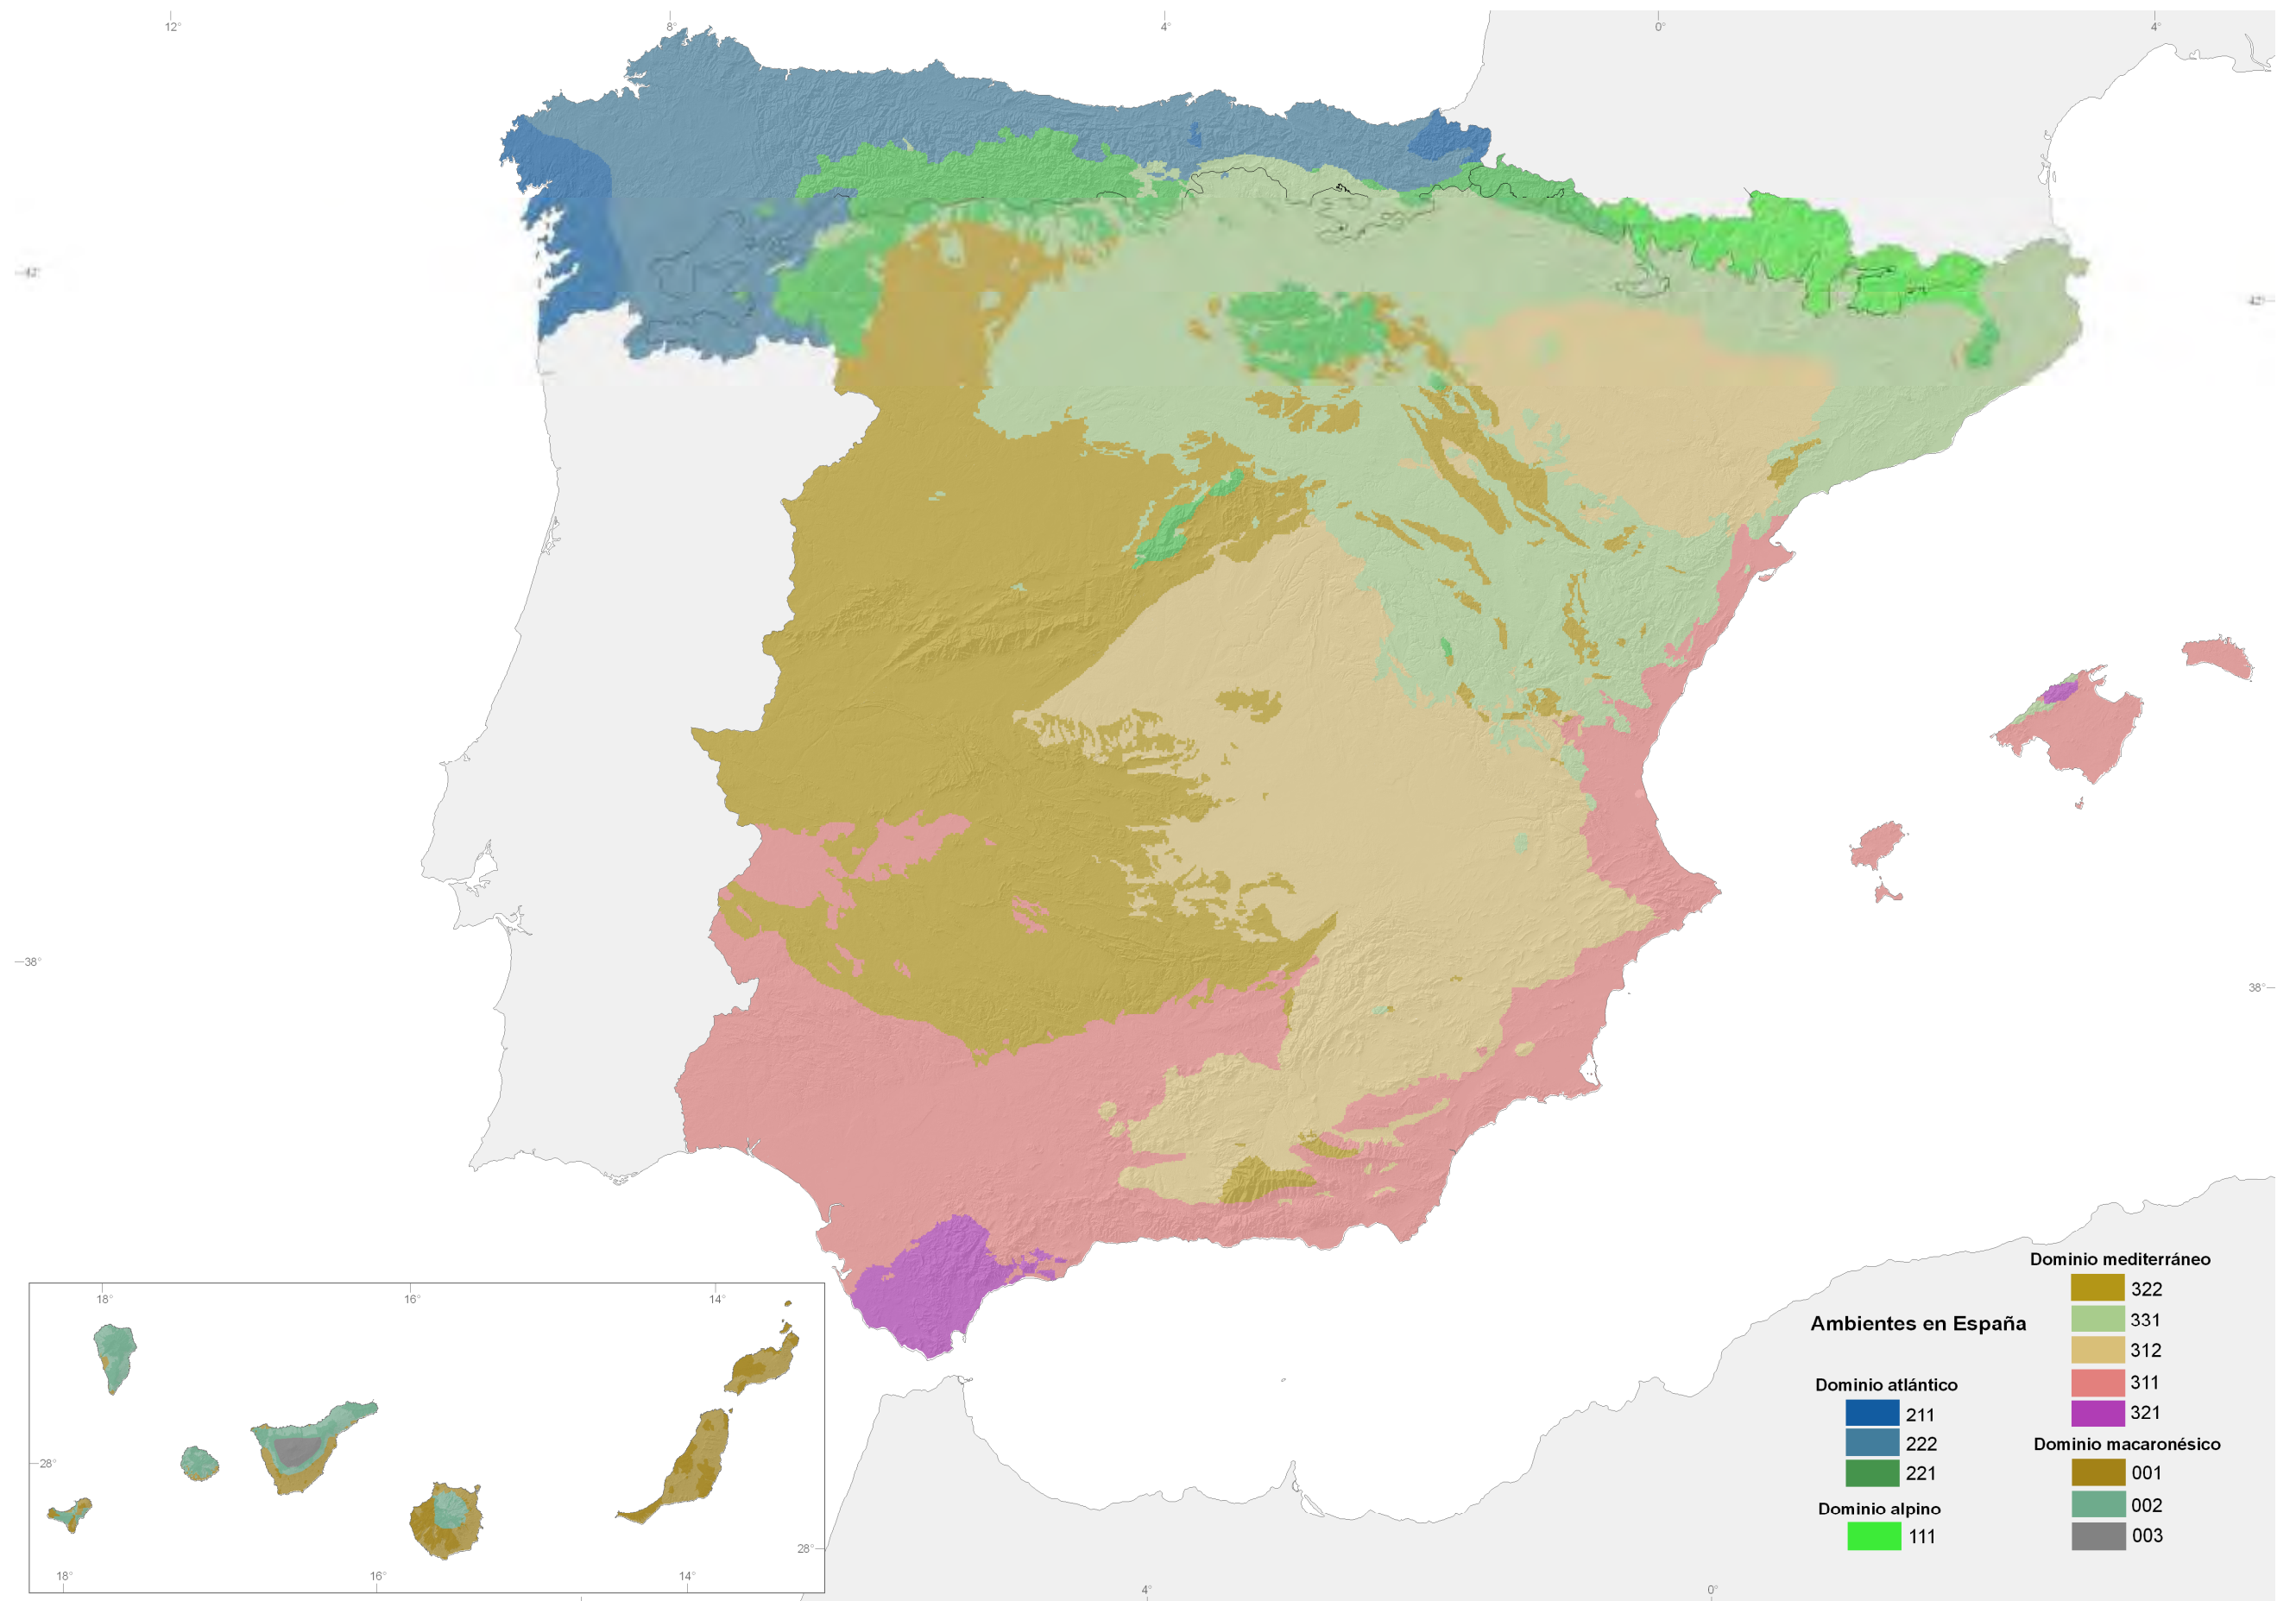 12° 8° 4° 0° 4°
42° 42°
38° 38°
18° 16° 14°
28° 28°
18° 16° 14°
4° 0°
Ambientes en España
Dominio atlántico
211
222
221
Dominio alpino
111
Dominio mediterráneo
322
331
312
311
321
Dominio macaronésico
001
002
003